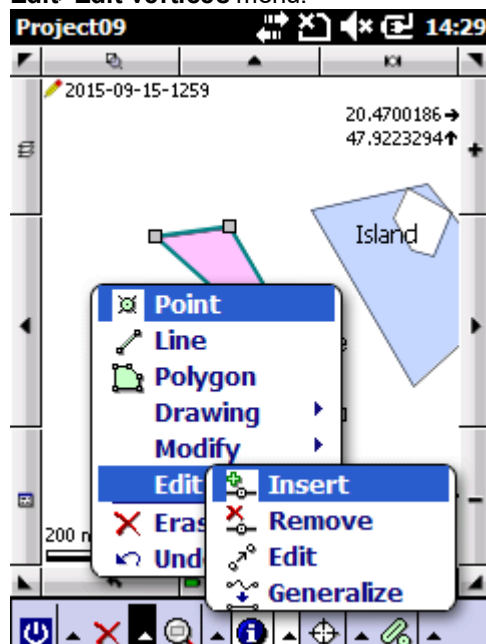 Edit> Edit vertices menu.
Project09 14:29
2015-09-15-1259
20.4700186
47.9223294
Island
Point
Line
Polygon
Drawing
Modify
Edit
Insert
Remove
Edit
Generalize
200